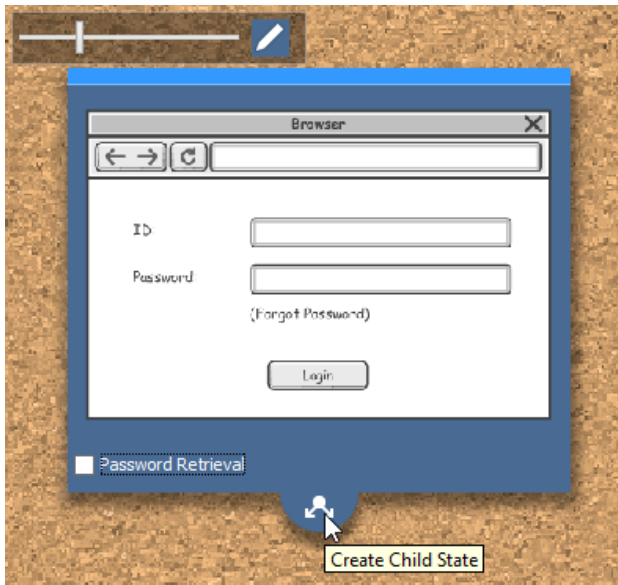 Browser
ID
Password
(Forgot Password)
Login
Password Retrieval
Create Child State